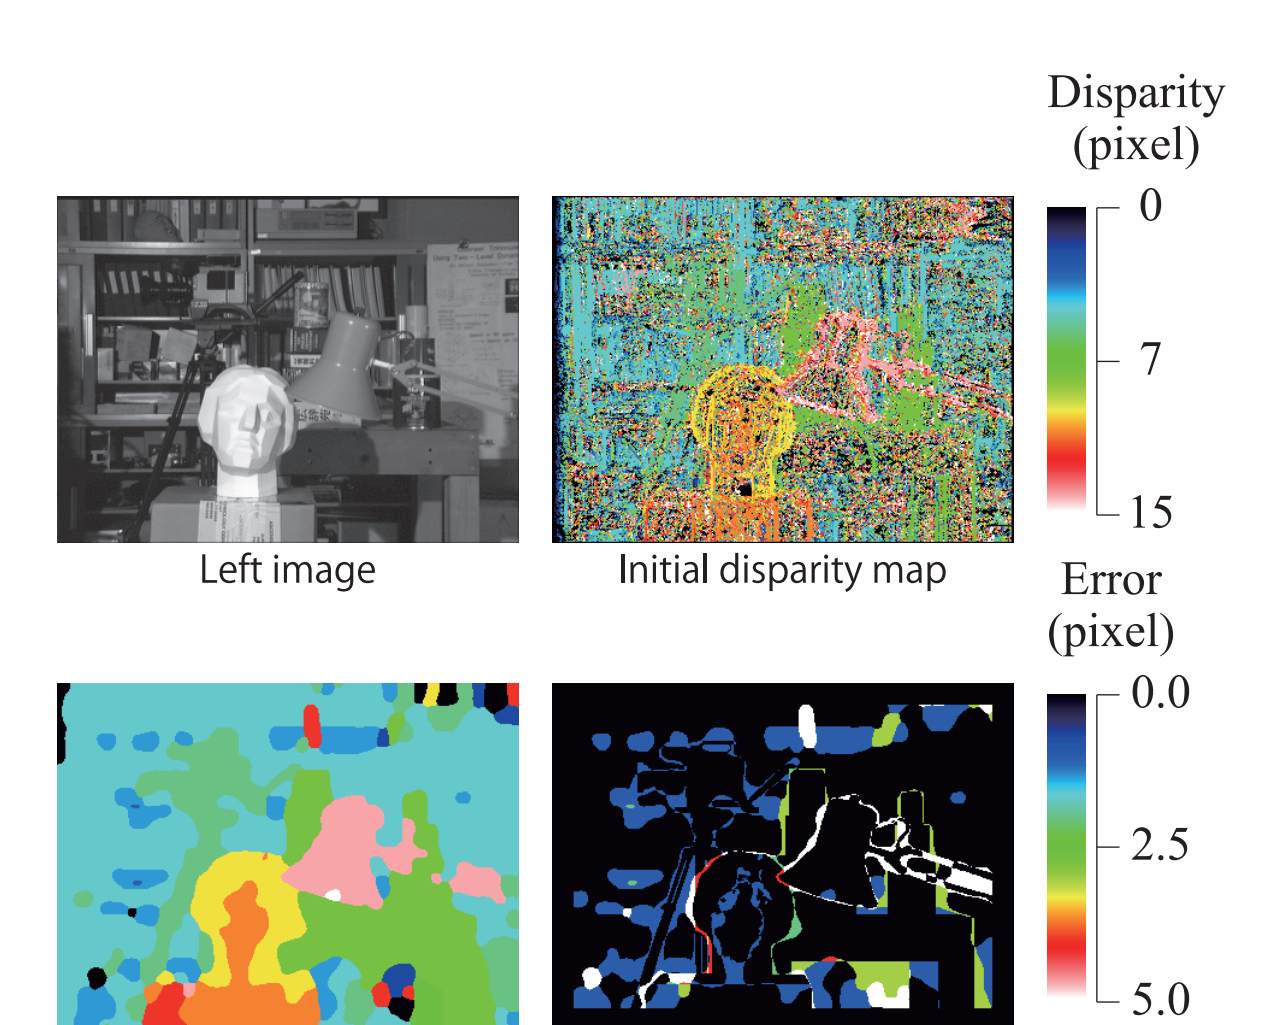 Disparity
(pixel)
0
7
15
Left image
Initial disparity map
Error
(pixel)
0.0
2.5
5.0